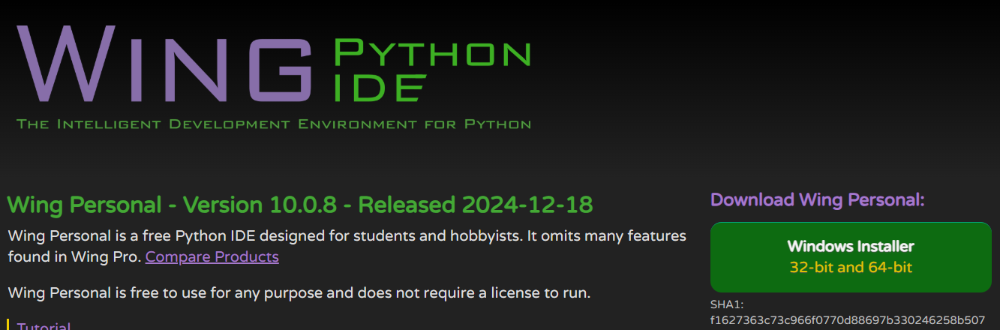 WING PYTHON IDE
THE INTELLIGENT DEVELOPMENT ENVIRONMENT FOR PYTHON
Wing Personal - Version 10.0.8 - Released 2024-12-18
Wing Personal is a free Python IDE designed for students and hobbyists. It omits many features
found in Wing Pro. Compare Products
Wing Personal is free to use for any purpose and does not require a license to run.
Tutorial
Download Wing Personal:
Windows Installer
32-bit and 64-bit
SHA1:
f1627363c73c966f0770d88697b330246258b507